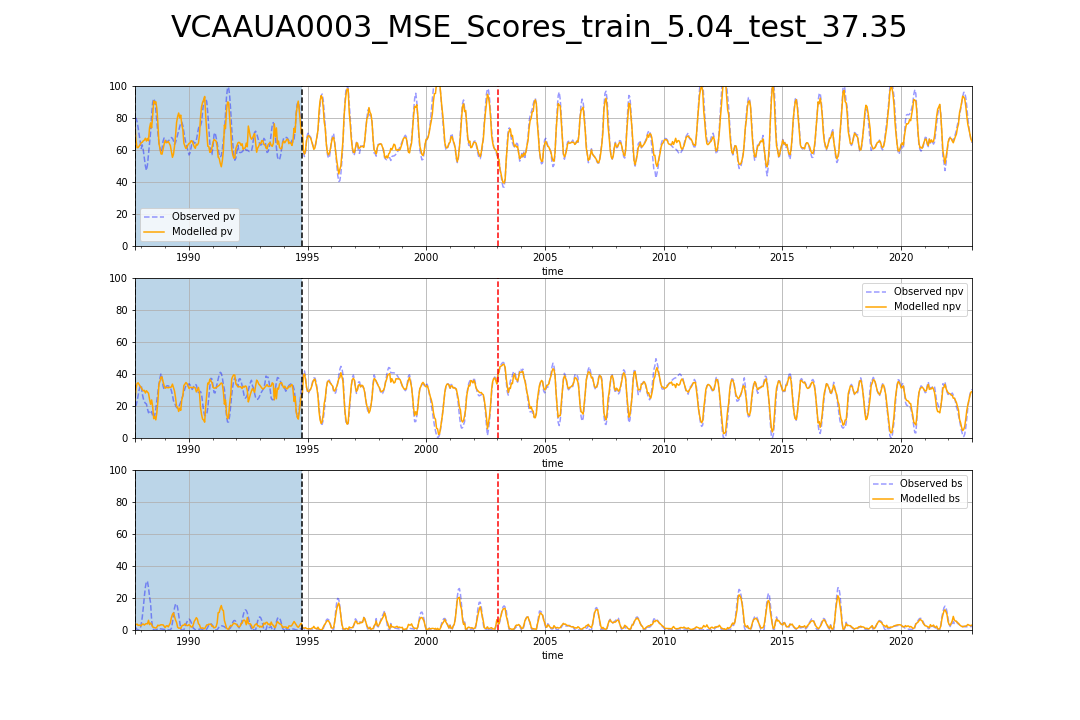 VCAAUA0003_MSE_Scores_train_5.04_test_37.35
100
80
60
40
20
0
Observed pv
Modelled pv
1990 1995 2000 2005 2010 2015 2020
time
100
80
60
40
20
0
Observed npv
Modelled npv
1990 1995 2000 2005 2010 2015 2020
time
100
80
60
40
20
0
Observed bs
Modelled bs
1990 1995 2000 2005 2010 2015 2020
time